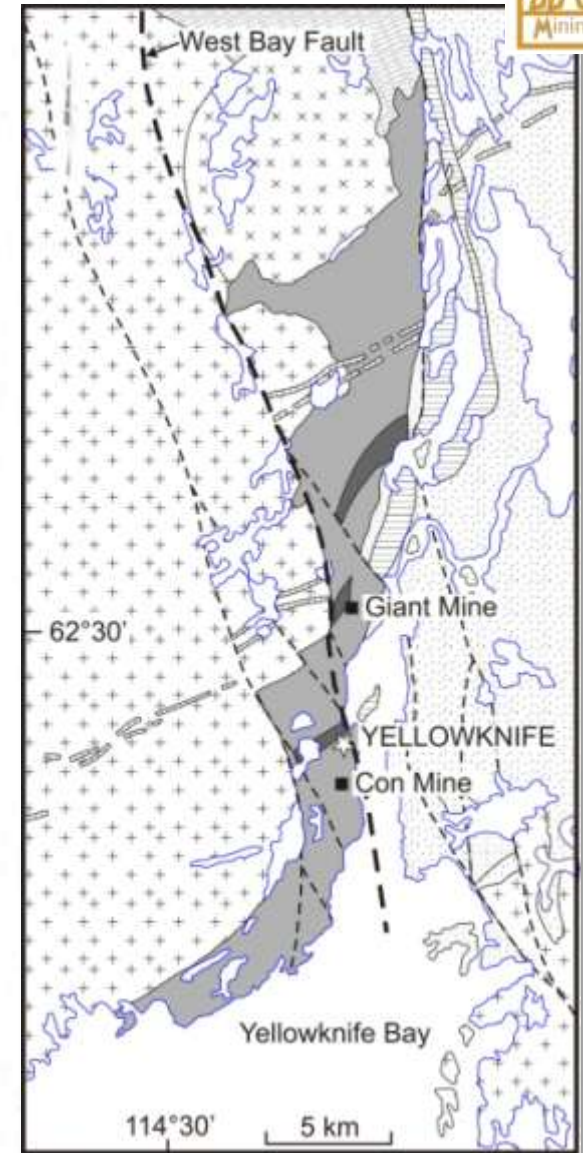 West Bay Fault
Giant Mine
62°30'
YELLOWKNIFE
Con Mine
Yellowknife Bay
114°30'
5 km